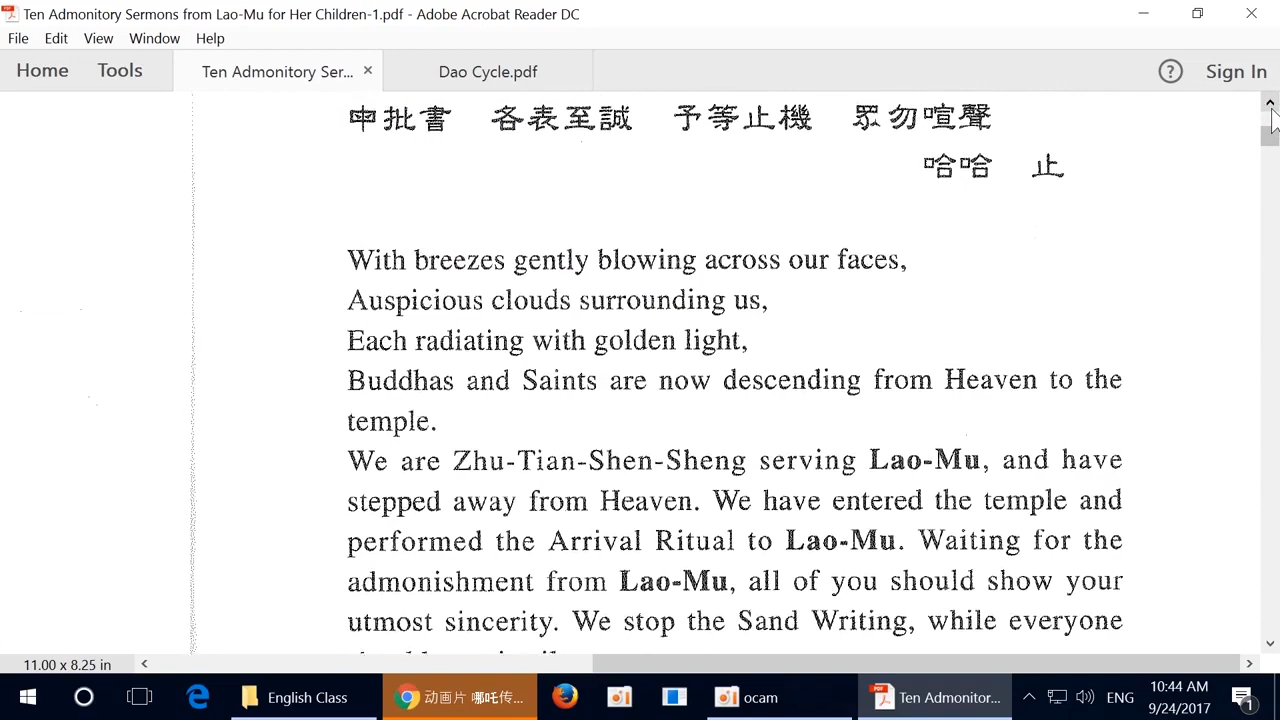 Ten Admonitory Sermons from Lao-Mu for Her Children-1.pdf - Adobe Acrobat Reader DC
File Edit View Window Help
Home Tools Ten Admonitory Ser... × Dao Cycle.pdf ? Sign In
申批書 各表至誠 予等止機 眾勿喧聲
哈哈 止
With breezes gently blowing across our faces,
Auspicious clouds surrounding us,
Each radiating with golden light,
Buddhas and Saints are now descending from Heaven to the
temple.
We are Zhu-Tian-Shen-Sheng serving Lao-Mu, and have
stepped away from Heaven. We have entered the temple and
performed the Arrival Ritual to Lao-Mu. Waiting for the
admonishment from Lao-Mu, all of you should show your
utmost sincerity. We stop the Sand Writing, while everyone
11.00 x 8.25 in
English Class 动画片 哪吒传... ocam Ten Admonitor... ENG 10:44 AM
9/24/2017 1